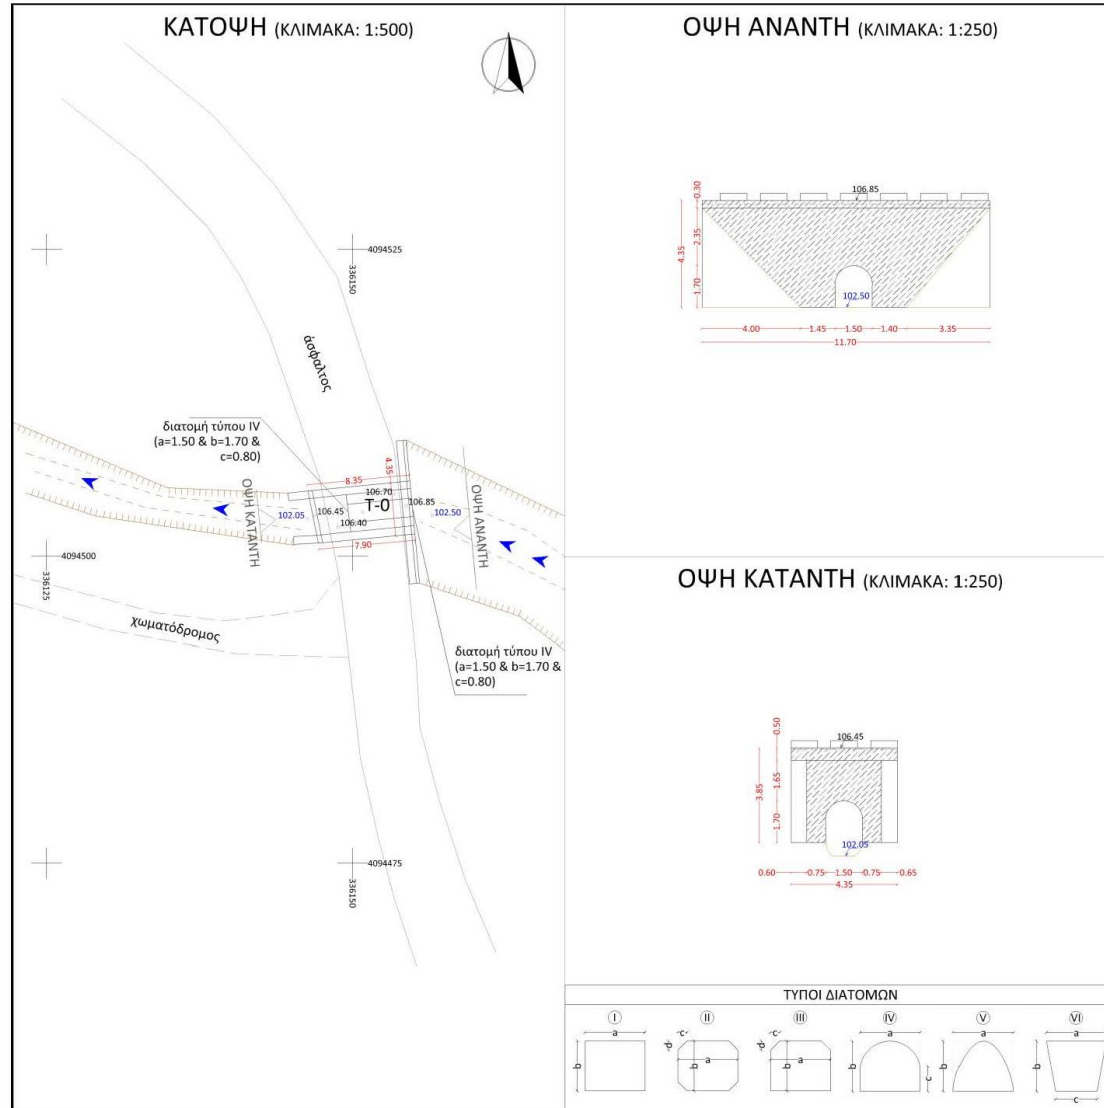 ΚΑΤΟΨΗ (ΚΛΙΜΑΚΑ: 1:500)
4094525
336150
άσφαλτος
διατομή τύπου IV
(a=1.50 & b=1.70 &
c=0.80)
8.35
4.35
106.70
T-0
106.85
106.45
106.40
102.05
102.50
7.90
ΟΨΗ ΚΑΤΑΝΤΗ
ΟΨΗ ΑΝΑΝΤΗ
4094500
336125
χωματόδρομος
διατομή τύπου IV
(a=1.50 & b=1.70 &
c=0.80)
4094475
336150
ΟΨΗ ΑΝΑΝΤΗ (ΚΛΙΜΑΚΑ: 1:250)
0.30
106.85
2.35
4.35
1.70
102.50
4.00 1.45 1.50 1.40 3.35
11.70
ΟΨΗ ΚΑΤΑΝΤΗ (ΚΛΙΜΑΚΑ: 1:250)
0.50
106.45
1.65
3.85
1.70
102.05
0.60 0.75 1.50 0.75 0.65
4.35
ΤΥΠΟΙ ΔΙΑΤΟΜΩΝ
I II III IV V VI
a c c a a a
b d b a d b a b c b b
c